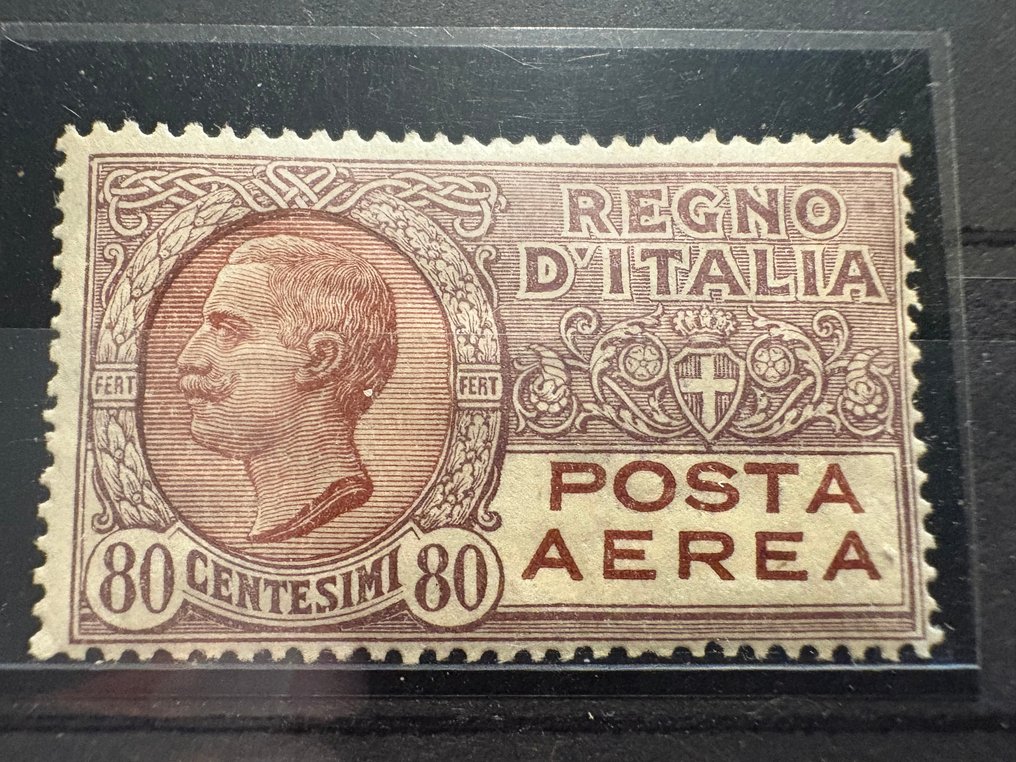 REGNO
D'ITALIA
FERT FERT
POSTA
AEREA
80 CENTESIMI 80